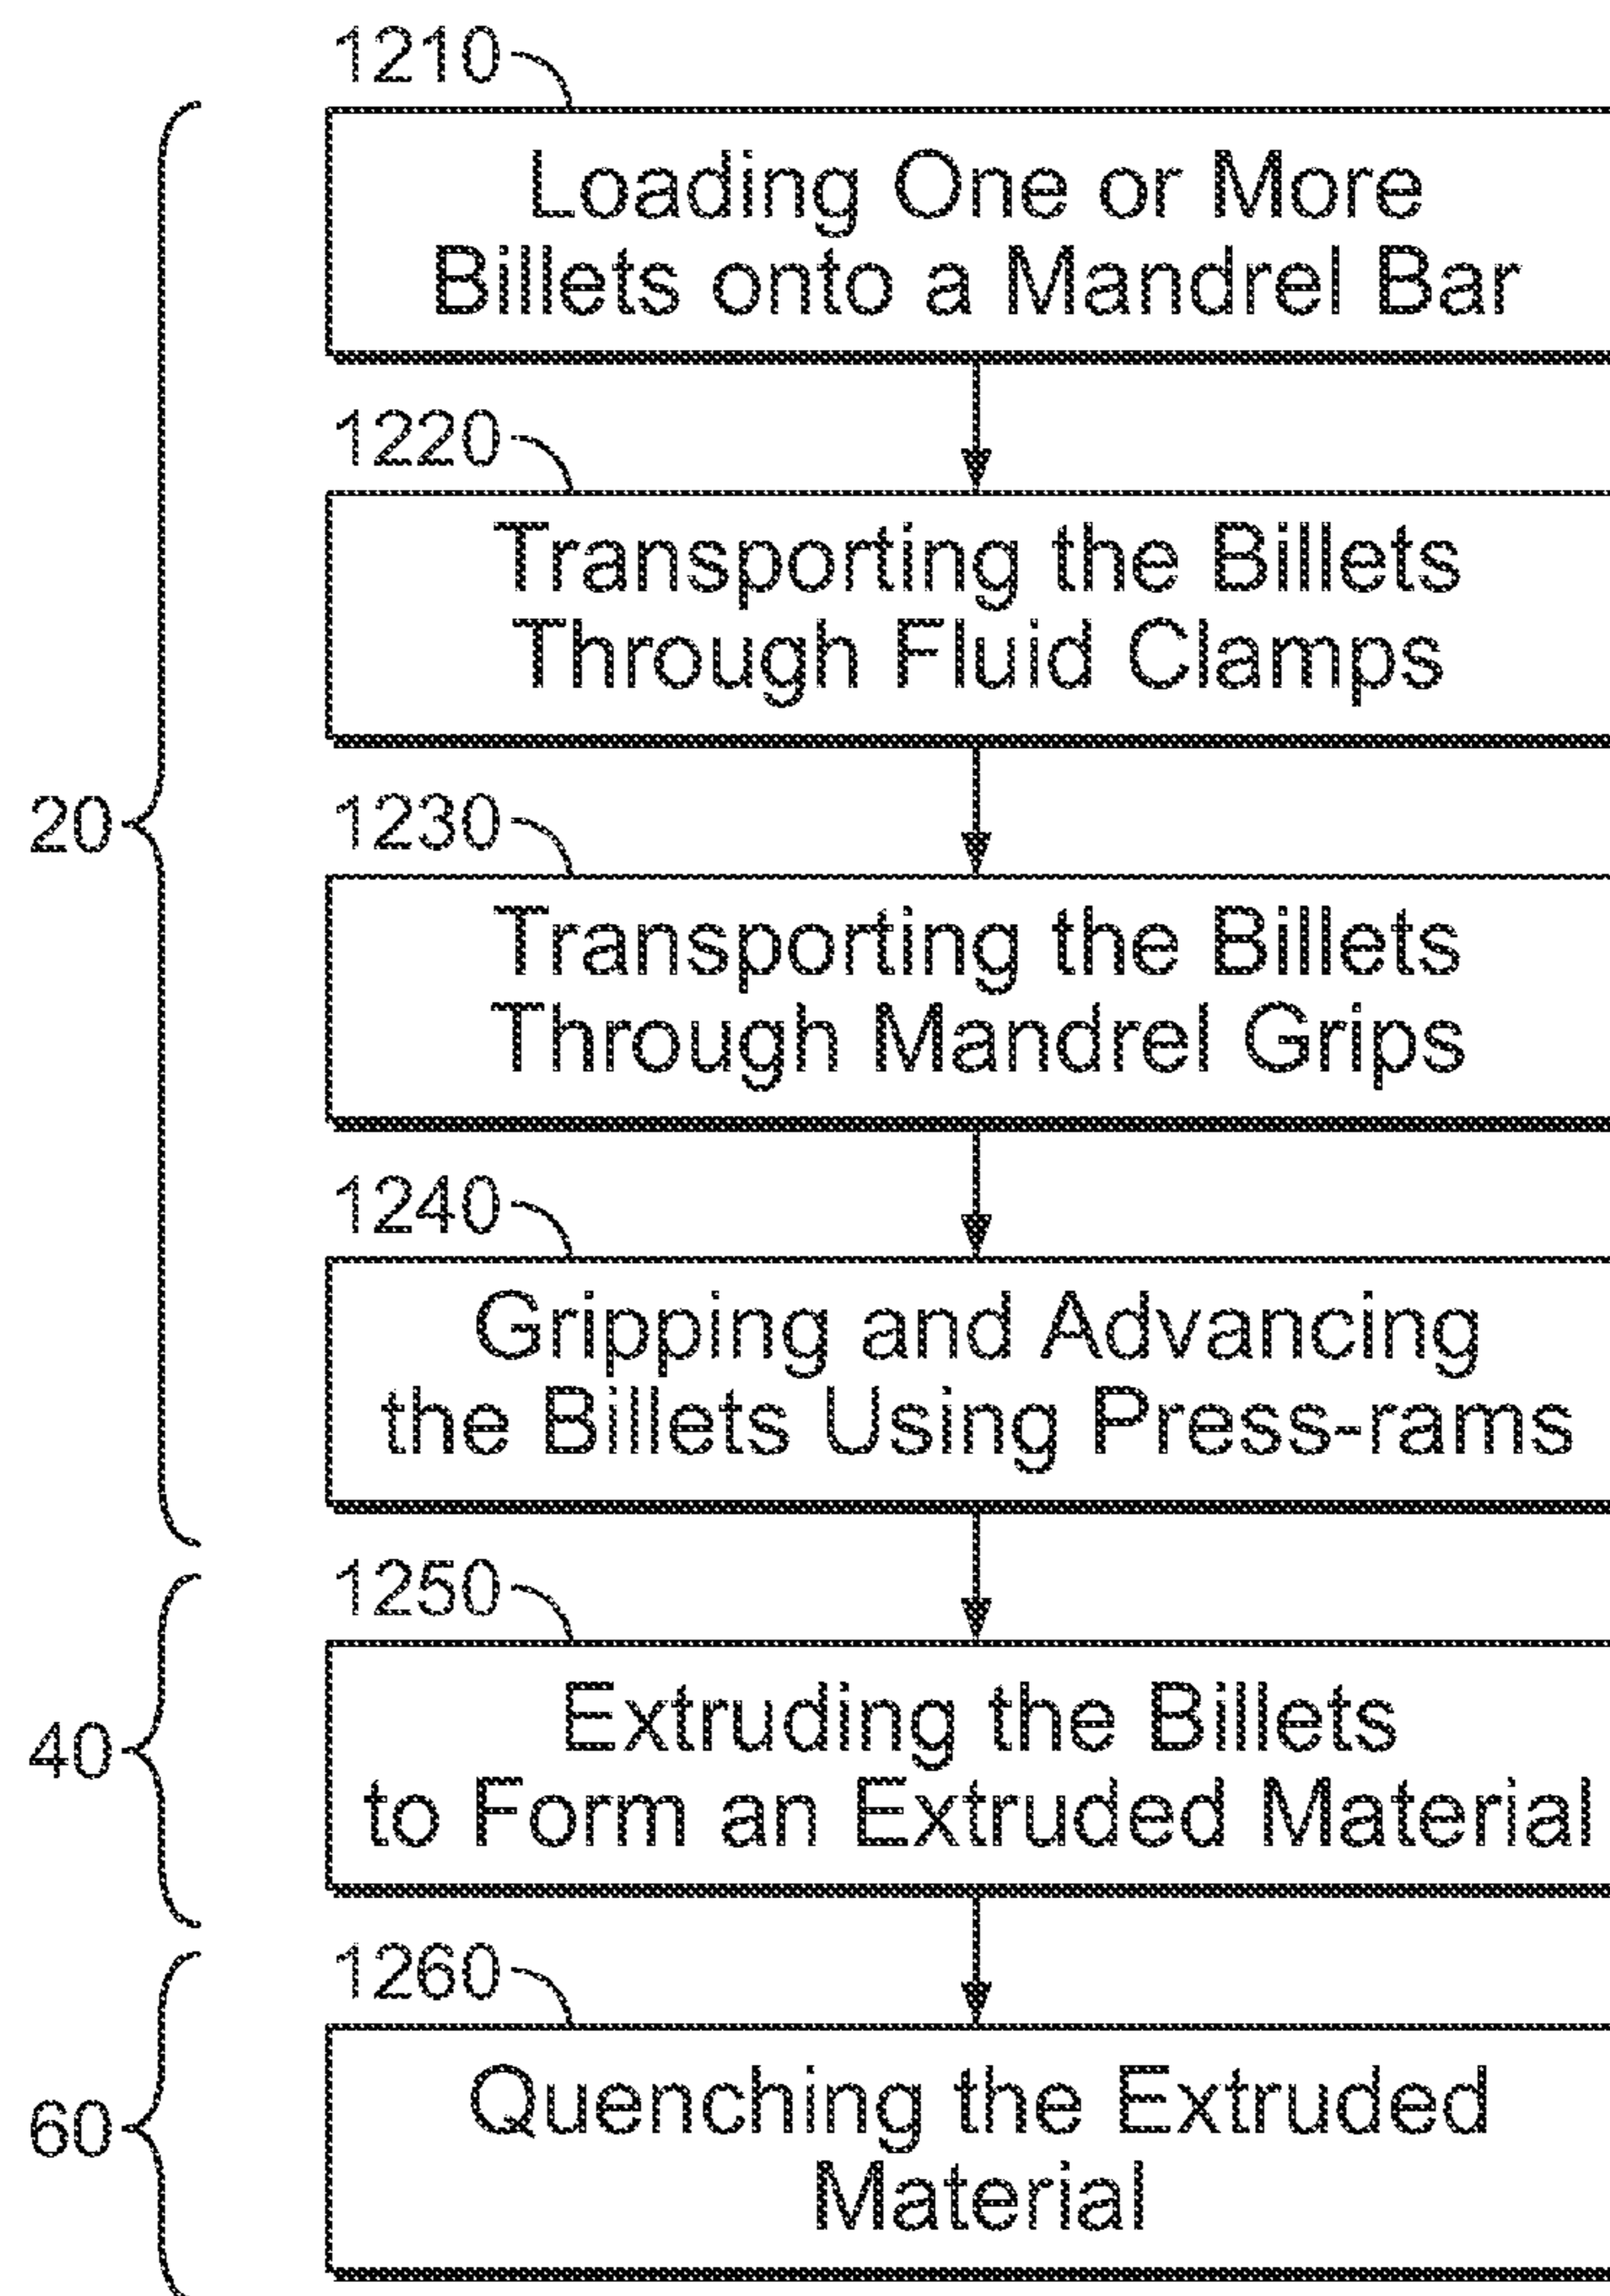 1210
Loading One or More
Billets onto a Mandrel Bar
1220
Transporting the Billets
Through Fluid Clamps
20
1230
Transporting the Billets
Through Mandrel Grips
1240
Gripping and Advancing
the Billets Using Press-rams
1250
Extruding the Billets
to Form an Extruded Material
40
1260
Quenching the Extruded
Material
60